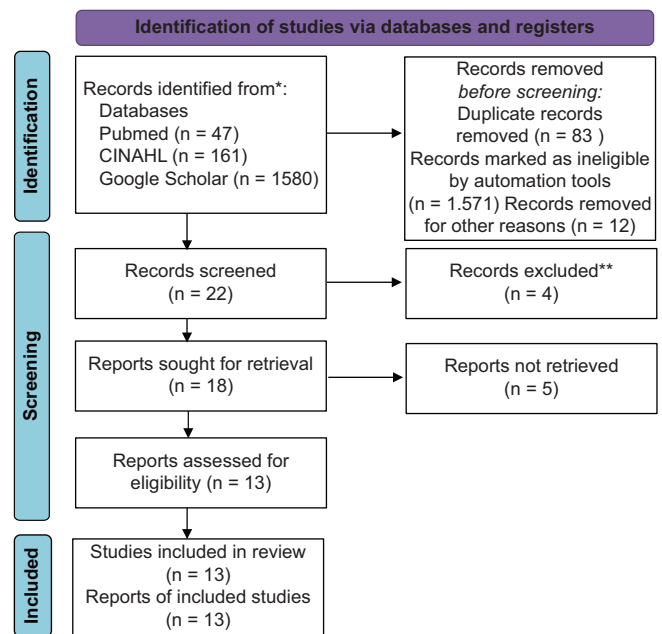 Identification of studies via databases and registers
Identification
Records identified from*:
Databases
Pubmed (n = 47)
CINAHL (n = 161)
Google Scholar (n = 1580)
Records removed
before screening:
Duplicate records
removed (n = 83 )
Records marked as ineligible
by automation tools
(n = 1.571) Records removed
for other reasons (n = 12)
Screening
Records screened
(n = 22)
Records excluded**
(n = 4)
Reports sought for retrieval
(n = 18)
Reports not retrieved
(n = 5)
Reports assessed for
eligibility (n = 13)
Included
Studies included in review
(n = 13)
Reports of included studies
(n = 13)